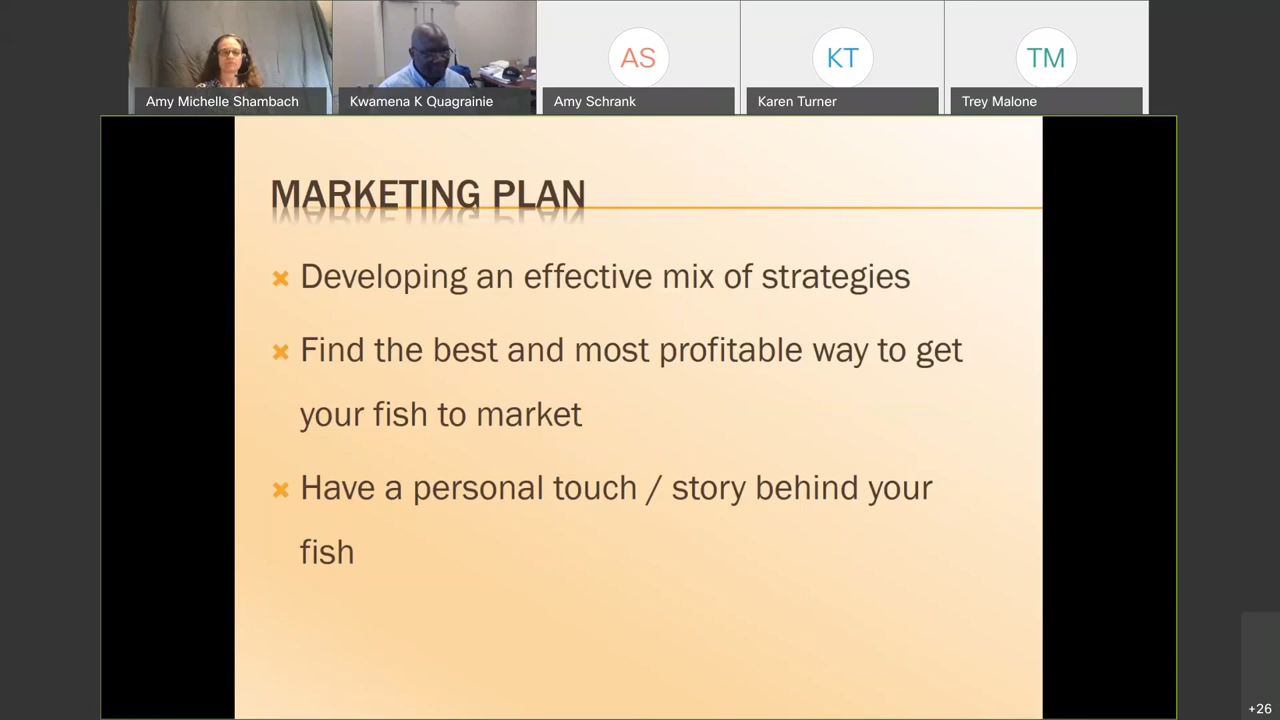 AS
KT
TM
Amy Michelle Shambach
Kwamena K Quagrainie
Amy Schrank
Karen Turner
Trey Malone
MARKETING PLAN
Developing an effective mix of strategies
Find the best and most profitable way to get
your fish to market
Have a personal touch / story behind your
fish
+26